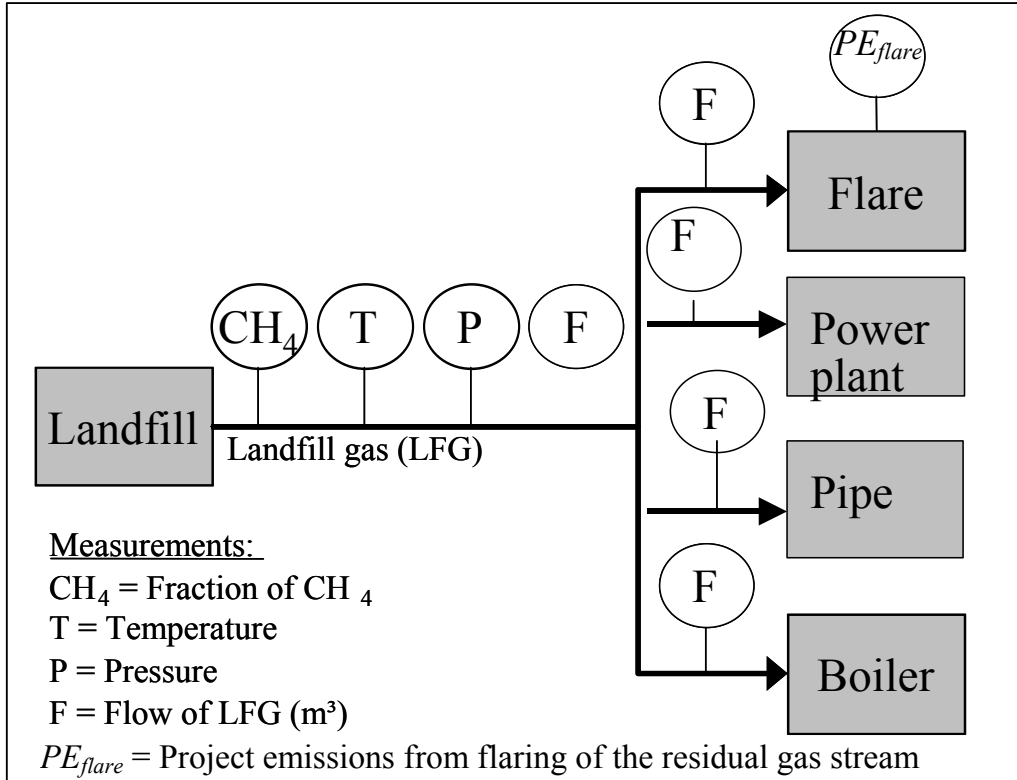 PEflare
F
Flare
F
CH4 T P F
Power
plant
Landfill
Landfill gas (LFG)
F
Pipe
Measurements:
CH4 = Fraction of CH 4
T = Temperature
P = Pressure
F = Flow of LFG (m³)
F
Boiler
PEflare = Project emissions from flaring of the residual gas stream